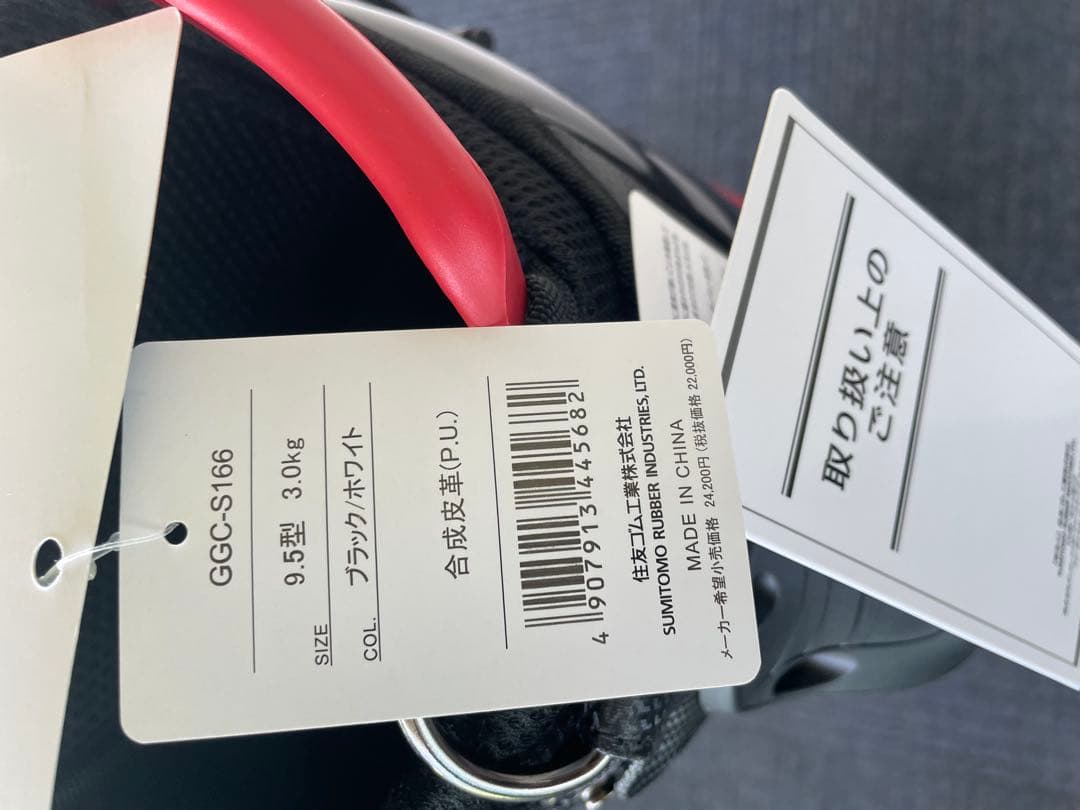 GGC-S166
SIZE 9.5型 3.0kg
COL. ブラック/ホワイト
合成皮革(P.U.)
4 907913 445682
住友ゴム工業株式会社
SUMITOMO RUBBER INDUSTRIES, LTD.
MADE IN CHINA
メーカー希望小売価格 24,200円 (税抜価格 22,000円)
取り扱い上の
ご注意